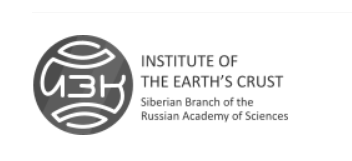 ИЗК
INSTITUTE OF
THE EARTH'S CRUST
Siberian Branch of the
Russian Academy of Sciences